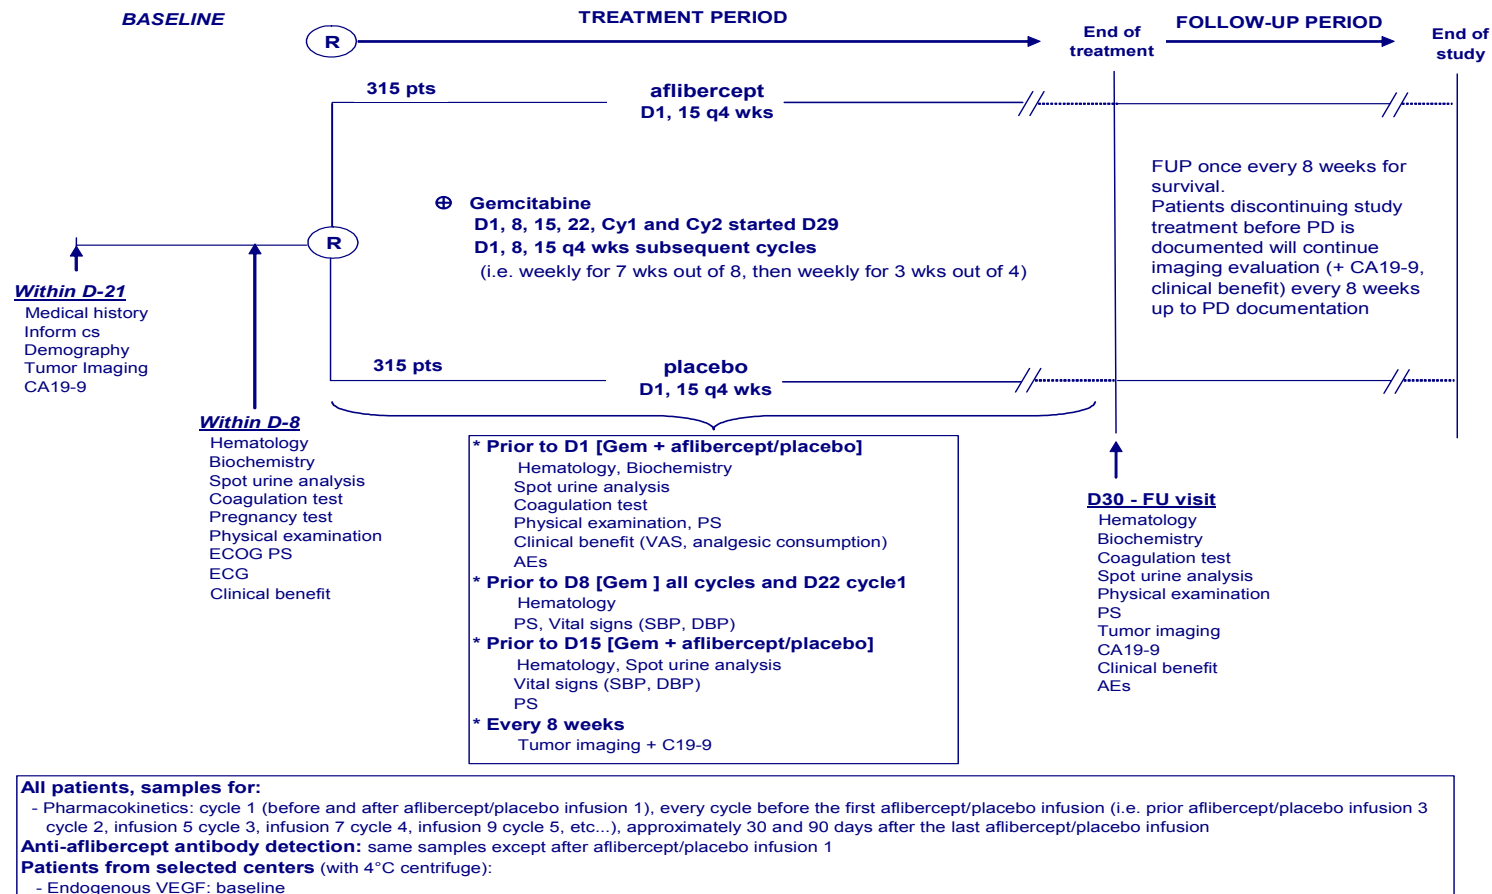 BASELINE
TREATMENT PERIOD
R
End of
treatment
FOLLOW-UP PERIOD
End of
study
315 pts
aflibercept
D1, 15 q4 wks
⊕ Gemcitabine
D1, 8, 15, 22, Cy1 and Cy2 started D29
D1, 8, 15 q4 wks subsequent cycles
(i.e. weekly for 7 wks out of 8, then weekly for 3 wks out of 4)
R
315 pts
placebo
D1, 15 q4 wks
FUP once every 8 weeks for
survival.
Patients discontinuing study
treatment before PD is
documented will continue
imaging evaluation (+ CA19-9,
clinical benefit) every 8 weeks
up to PD documentation
Within D-21
Medical history
Inform cs
Demography
Tumor Imaging
CA19-9
Within D-8
Hematology
Biochemistry
Spot urine analysis
Coagulation test
Pregnancy test
Physical examination
ECOG PS
ECG
Clinical benefit
* Prior to D1 [Gem + aflibercept/placebo]
Hematology, Biochemistry
Spot urine analysis
Coagulation test
Physical examination, PS
Clinical benefit (VAS, analgesic consumption)
AEs
* Prior to D8 [Gem ] all cycles and D22 cycle1
Hematology
PS, Vital signs (SBP, DBP)
* Prior to D15 [Gem + aflibercept/placebo]
Hematology, Spot urine analysis
Vital signs (SBP, DBP)
PS
* Every 8 weeks
Tumor imaging + C19-9
D30 - FU visit
Hematology
Biochemistry
Coagulation test
Spot urine analysis
Physical examination
PS
Tumor imaging
CA19-9
Clinical benefit
AEs
All patients, samples for:
- Pharmacokinetics: cycle 1 (before and after aflibercept/placebo infusion 1), every cycle before the first aflibercept/placebo infusion (i.e. prior aflibercept/placebo infusion 3
cycle 2, infusion 5 cycle 3, infusion 7 cycle 4, infusion 9 cycle 5, etc...), approximately 30 and 90 days after the last aflibercept/placebo infusion
Anti-aflibercept antibody detection: same samples except after aflibercept/placebo infusion 1
Patients from selected centers (with 4°C centrifuge):
- Endogenous VEGF: baseline